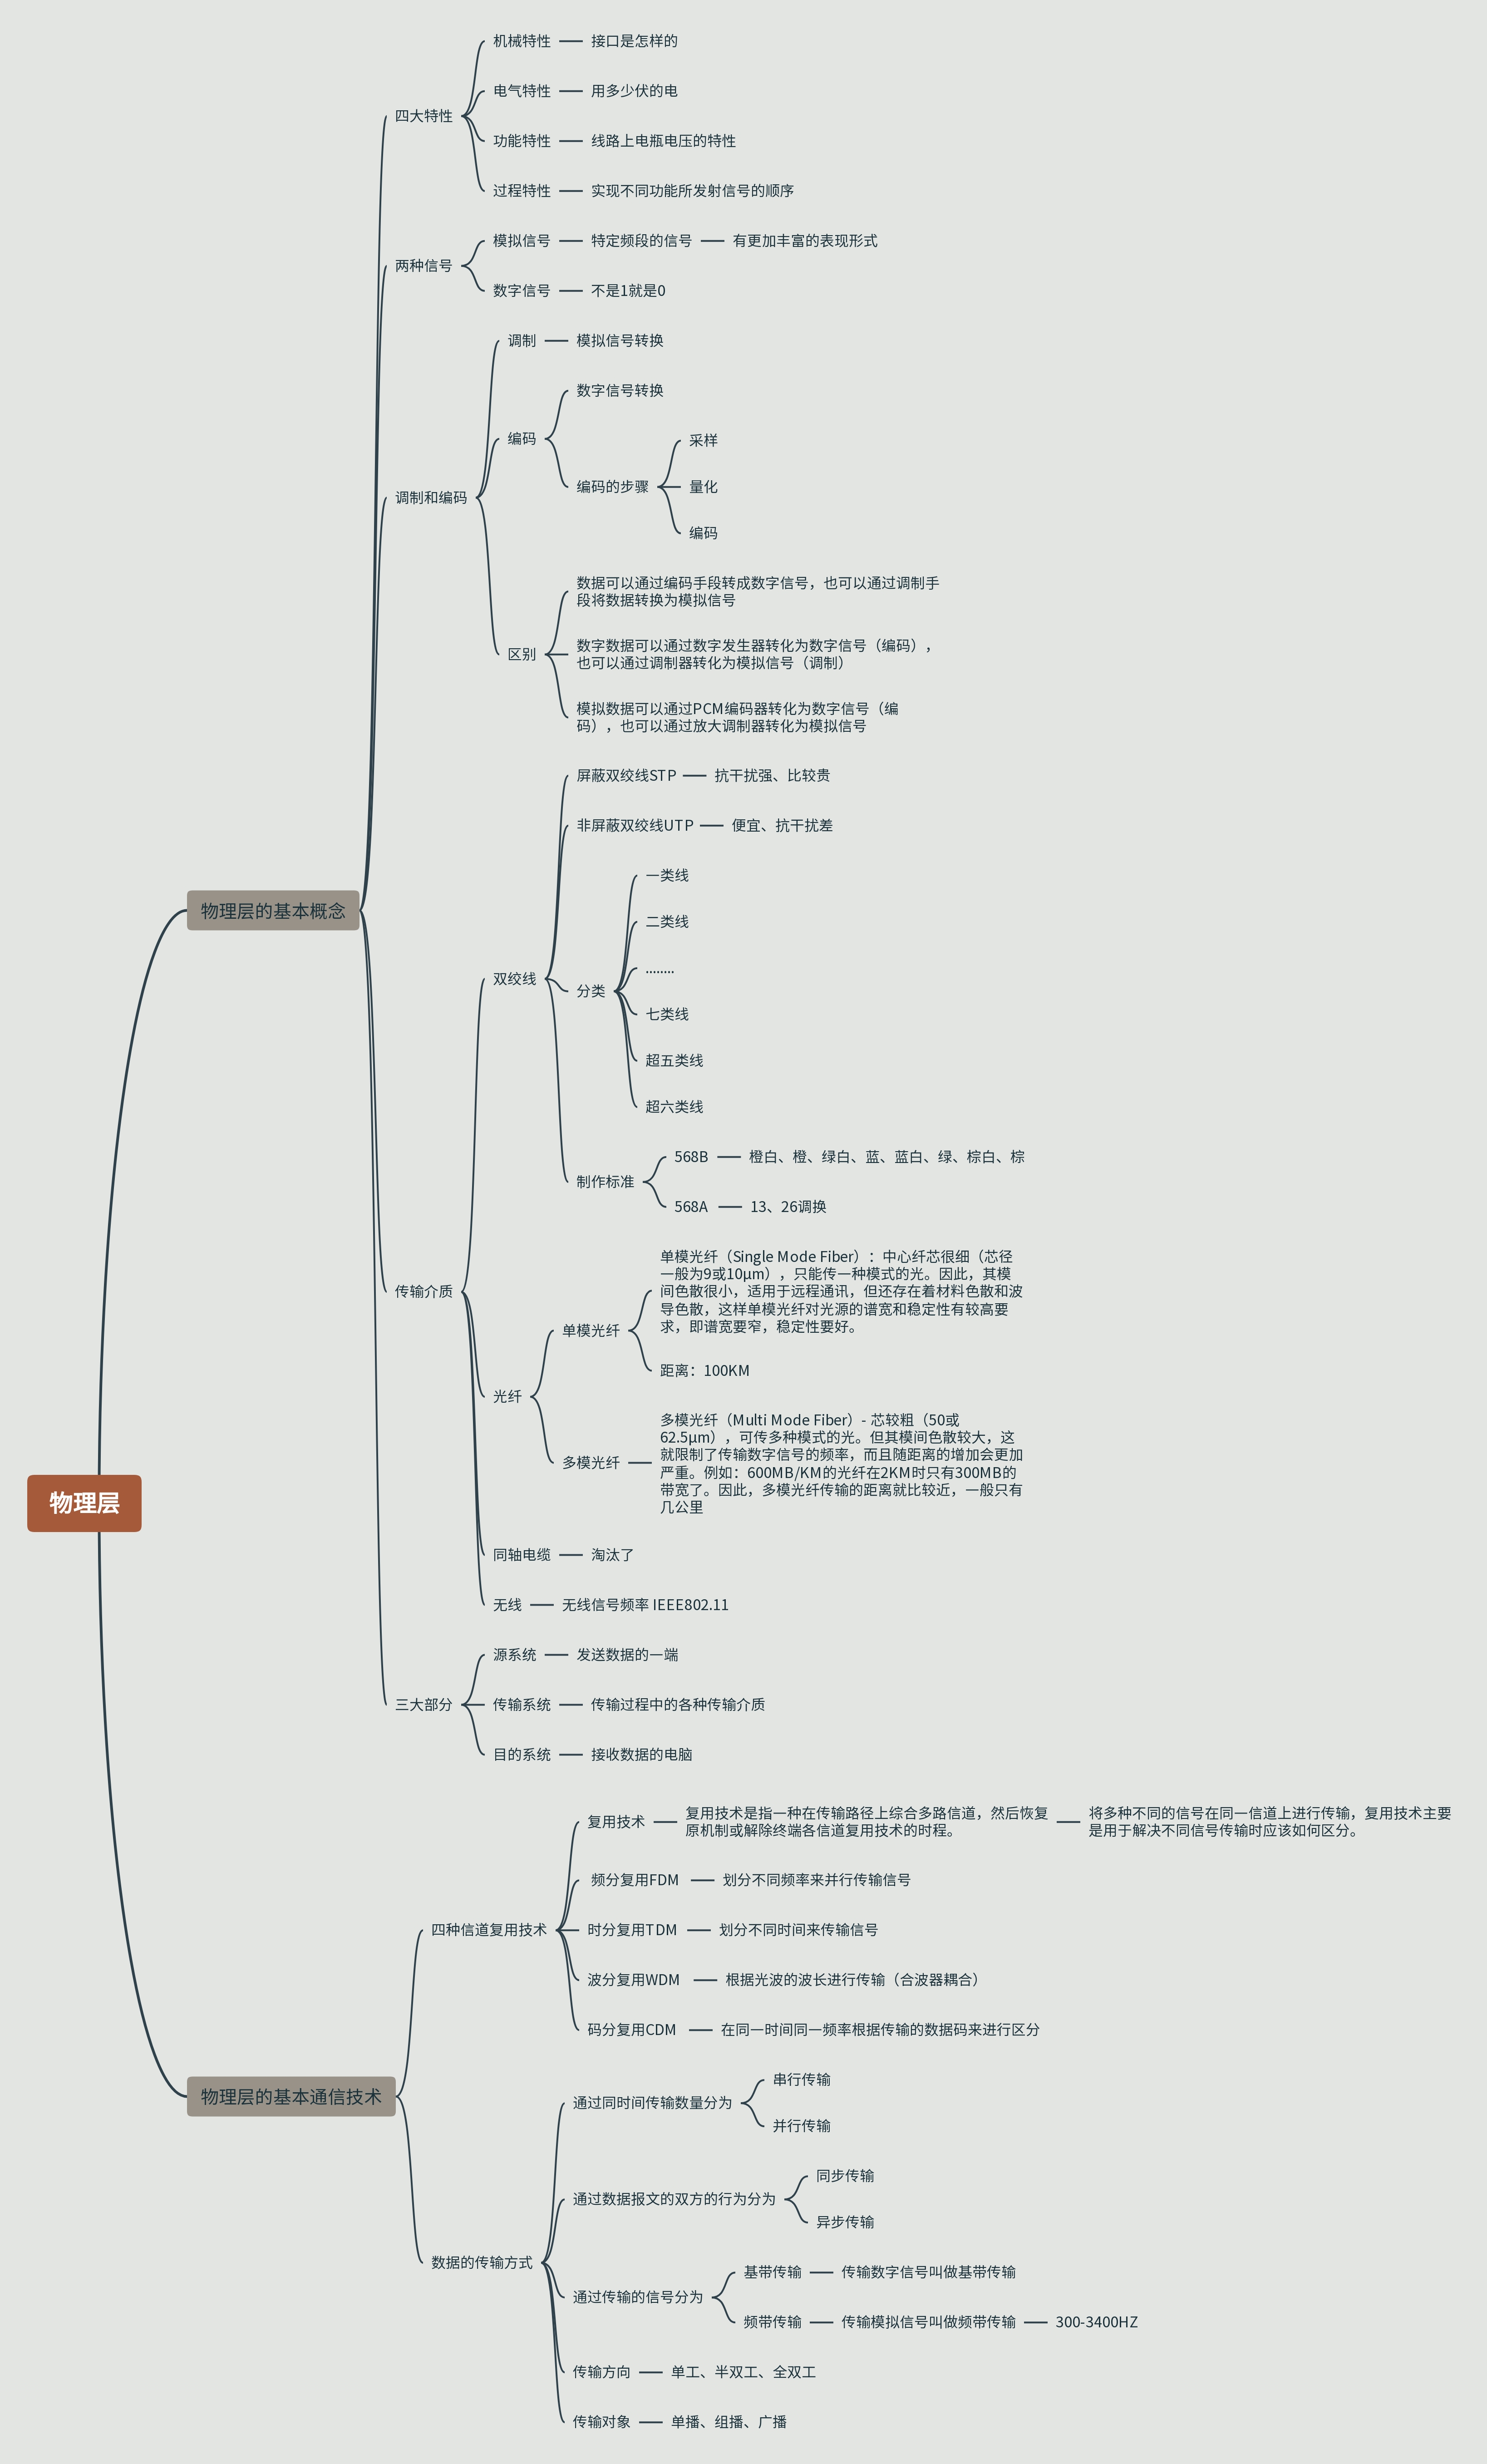 物理层
物理层的基本概念
四大特性
机械特性
接口是怎样的
电气特性
用多少伏的电
功能特性
线路上电瓶电压的特性
过程特性
实现不同功能所发射信号的顺序
两种信号
模拟信号
特定频段的信号
有更加丰富的表现形式
数字信号
不是1就是0
调制和编码
调制
模拟信号转换
编码
数字信号转换
编码的步骤
采样
量化
编码
区别
数据可以通过编码手段转成数字信号，也可以通过调制手
段将数据转换为模拟信号
数字数据可以通过数字发生器转化为数字信号（编码），
也可以通过调制器转化为模拟信号（调制）
模拟数据可以通过PCM编码器转化为数字信号（编
码），也可以通过放大调制器转化为模拟信号
传输介质
双绞线
屏蔽双绞线STP
抗干扰强、比较贵
非屏蔽双绞线UTP
便宜、抗干扰差
分类
一类线
二类线
........
七类线
超五类线
超六类线
制作标准
568B
橙白、橙、绿白、蓝、蓝白、绿、棕白、棕
568A
13、26调换
光纤
单模光纤
单模光纤（Single Mode Fiber）：中心纤芯很细（芯径
一般为9或10μm），只能传一种模式的光。因此，其模
间色散很小，适用于远程通讯，但还存在着材料色散和波
导色散，这样单模光纤对光源的谱宽和稳定性有较高要
求，即谱宽要窄，稳定性要好。
距离：100KM
多模光纤
多模光纤（Multi Mode Fiber）- 芯较粗（50或
62.5μm），可传多种模式的光。但其模间色散较大，这
就限制了传输数字信号的频率，而且随距离的增加会更加
严重。例如：600MB/KM的光纤在2KM时只有300MB的
带宽了。因此，多模光纤传输的距离就比较近，一般只有
几公里
同轴电缆
淘汰了
无线
无线信号频率 IEEE802.11
三大部分
源系统
发送数据的一端
传输系统
传输过程中的各种传输介质
目的系统
接收数据的电脑
物理层的基本通信技术
四种信道复用技术
复用技术
复用技术是指一种在传输路径上综合多路信道，然后恢复
原机制或解除终端各信道复用技术的时程。
将多种不同的信号在同一信道上进行传输，复用技术主要
是用于解决不同信号传输时应该如何区分。
频分复用FDM
划分不同频率来并行传输信号
时分复用TDM
划分不同时间来传输信号
波分复用WDM
根据光波的波长进行传输（合波器耦合）
码分复用CDM
在同一时间同一频率根据传输的数据码来进行区分
数据的传输方式
通过同时间传输数量分为
串行传输
并行传输
通过数据报文的双方的行为分为
同步传输
异步传输
通过传输的信号分为
基带传输
传输数字信号叫做基带传输
频带传输
传输模拟信号叫做频带传输
300-3400HZ
传输方向
单工、半双工、全双工
传输对象
单播、组播、广播